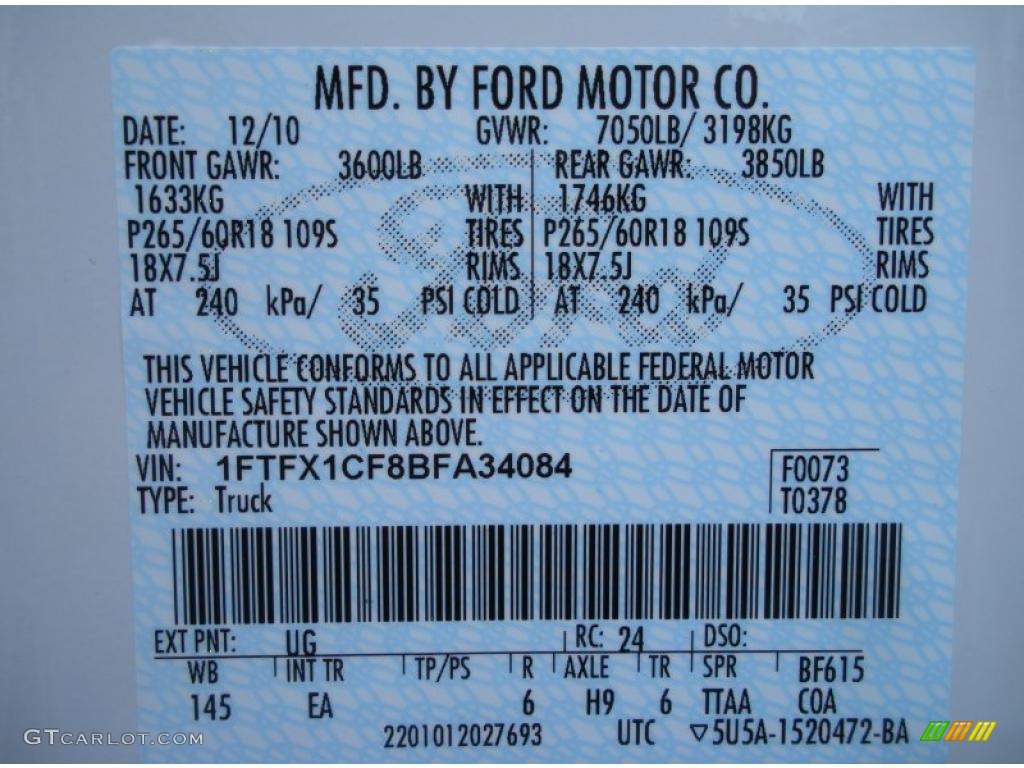 MFD. BY FORD MOTOR CO.
DATE: 12/10 GVWR: 7050LB/ 3198KG
FRONT GAWR: 3600LB REAR GAWR: 3850LB
1633KG WITH 1746KG WITH
P265/60R18 109S TIRES P265/60R18 109S TIRES
18X7.5J RIMS 18X7.5J RIMS
AT 240 kPa/ 35 PSI COLD AT 240 kPa/ 35 PSI COLD
Ford
THIS VEHICLE CONFORMS TO ALL APPLICABLE FEDERAL MOTOR
VEHICLE SAFETY STANDARDS IN EFFECT ON THE DATE OF
MANUFACTURE SHOWN ABOVE.
VIN: 1FTFX1CF8BFA34084 F0073
TYPE: Truck T0378
EXT PNT: UG RC: 24 DSO:
WB INT TR TP/PS R AXLE TR SPR BF615
145 EA 6 H9 6 TTAA COA
2201012027693 UTC ▽5U5A-1520472-BA
GTCARLOT.COM